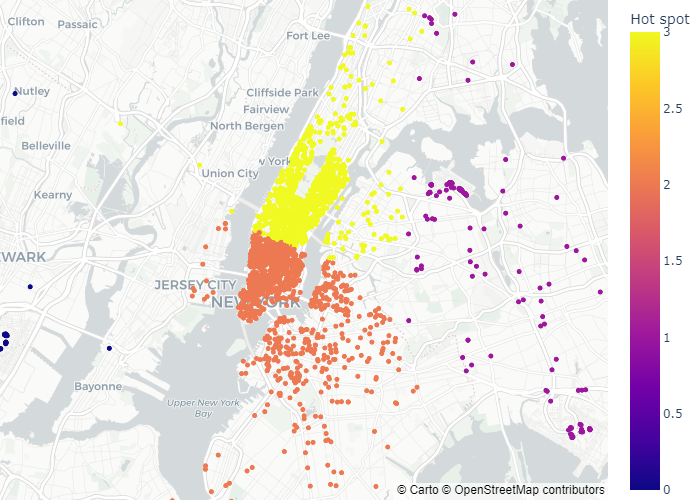 Hot spot
Clifton
Passaic
Fort Lee
Nutley
Cliffside Park
Fairview
North Bergen
field
Belleville
w York
Union City
Kearny
WARK
JERSEY CITY
NEW YORK
Bayonne
Upper New York
Bay
3
2.5
2
1.5
1
0.5
0
© Carto © OpenStreetMap contributors